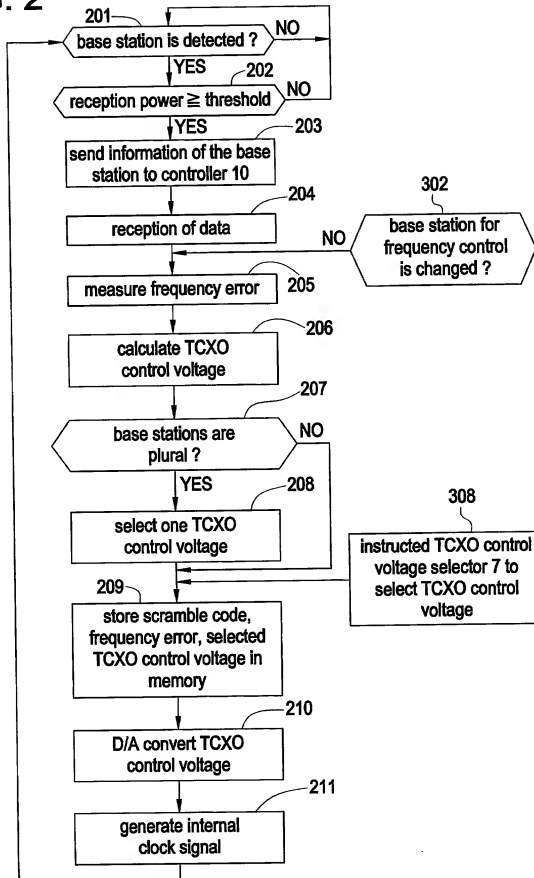 . 2
201
base station is detected ?
NO
YES
202
reception power ≧ threshold
NO
YES
203
send information of the base
station to controller 10
204
reception of data
302
base station for
frequency control
is changed ?
NO
measure frequency error
205
206
calculate TCXO
control voltage
207
base stations are
plural ?
NO
YES
208
select one TCXO
control voltage
308
instructed TCXO control
voltage selector 7 to
select TCXO control
voltage
209
store scramble code,
frequency error, selected
TCXO control voltage in
memory
210
D/A convert TCXO
control voltage
211
generate internal
clock signal